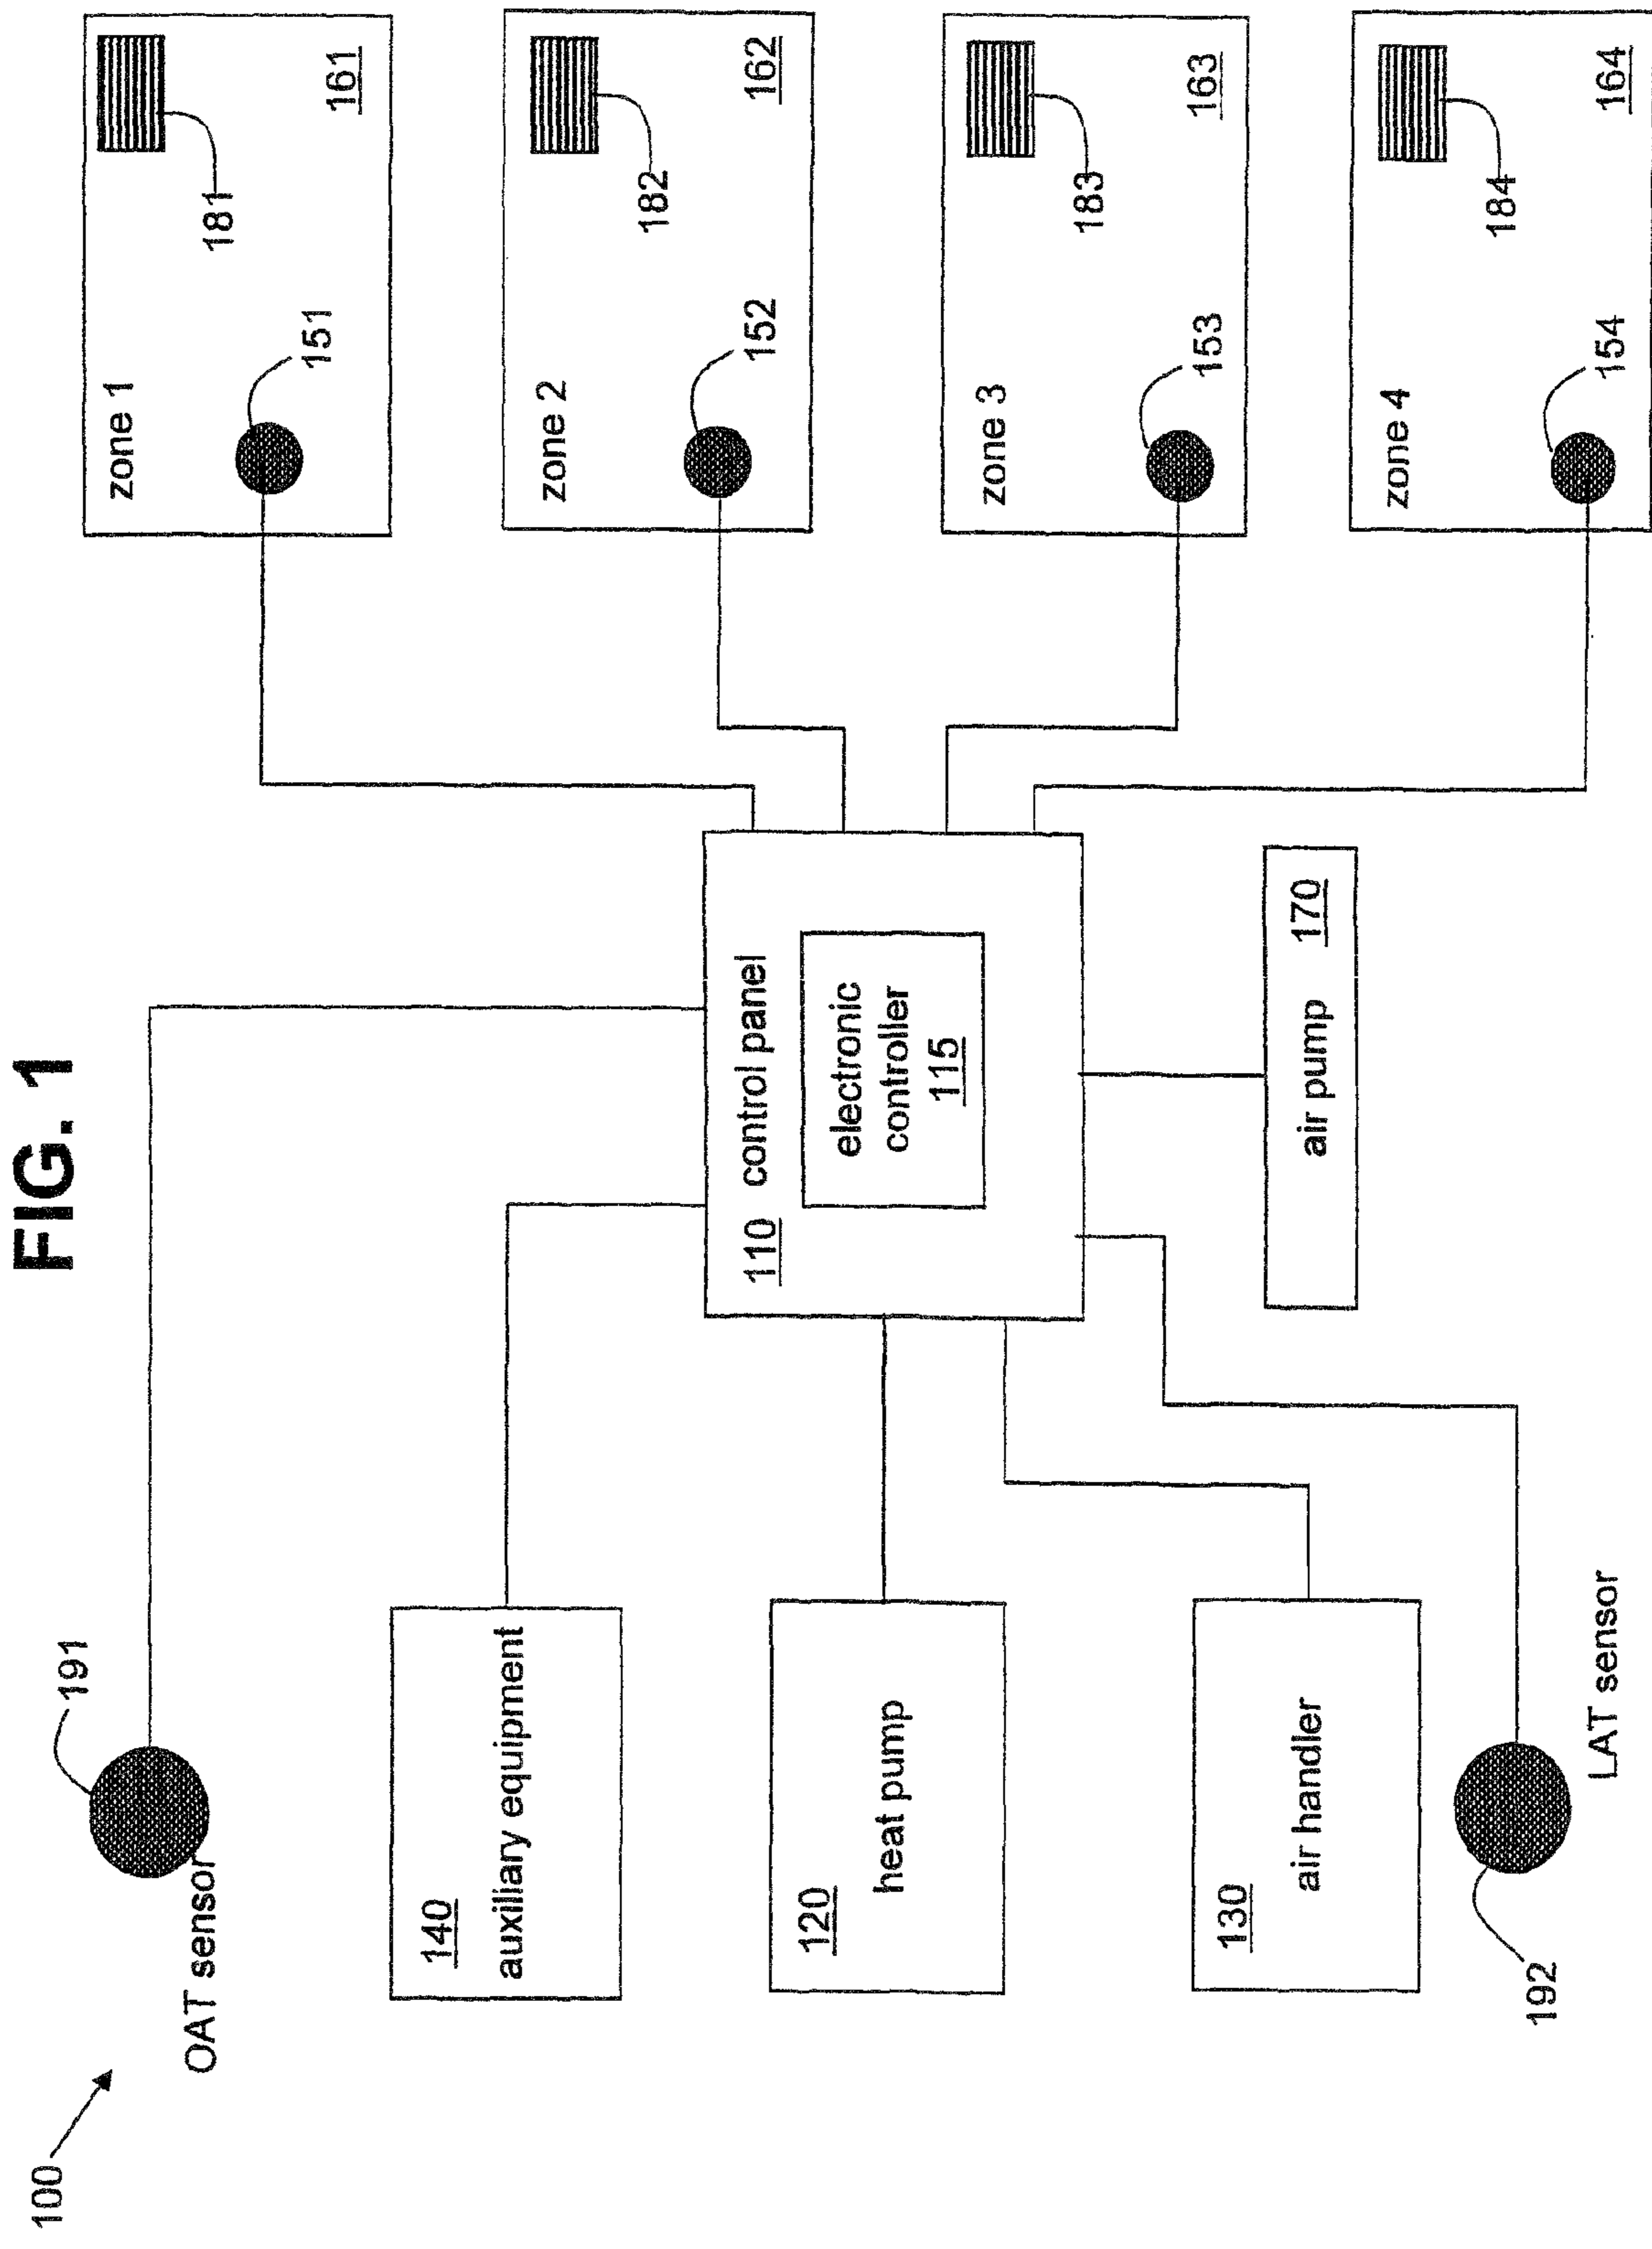 FIG. 1
100
191
OAT sensor
140
auxiliary equipment
120
heat pump
130
air handler
192
LAT sensor
110 control panel
electronic
controller
115
air pump 170
zone 1
151
181
161
zone 2
152
182
162
zone 3
153
183
163
zone 4
154
184
164